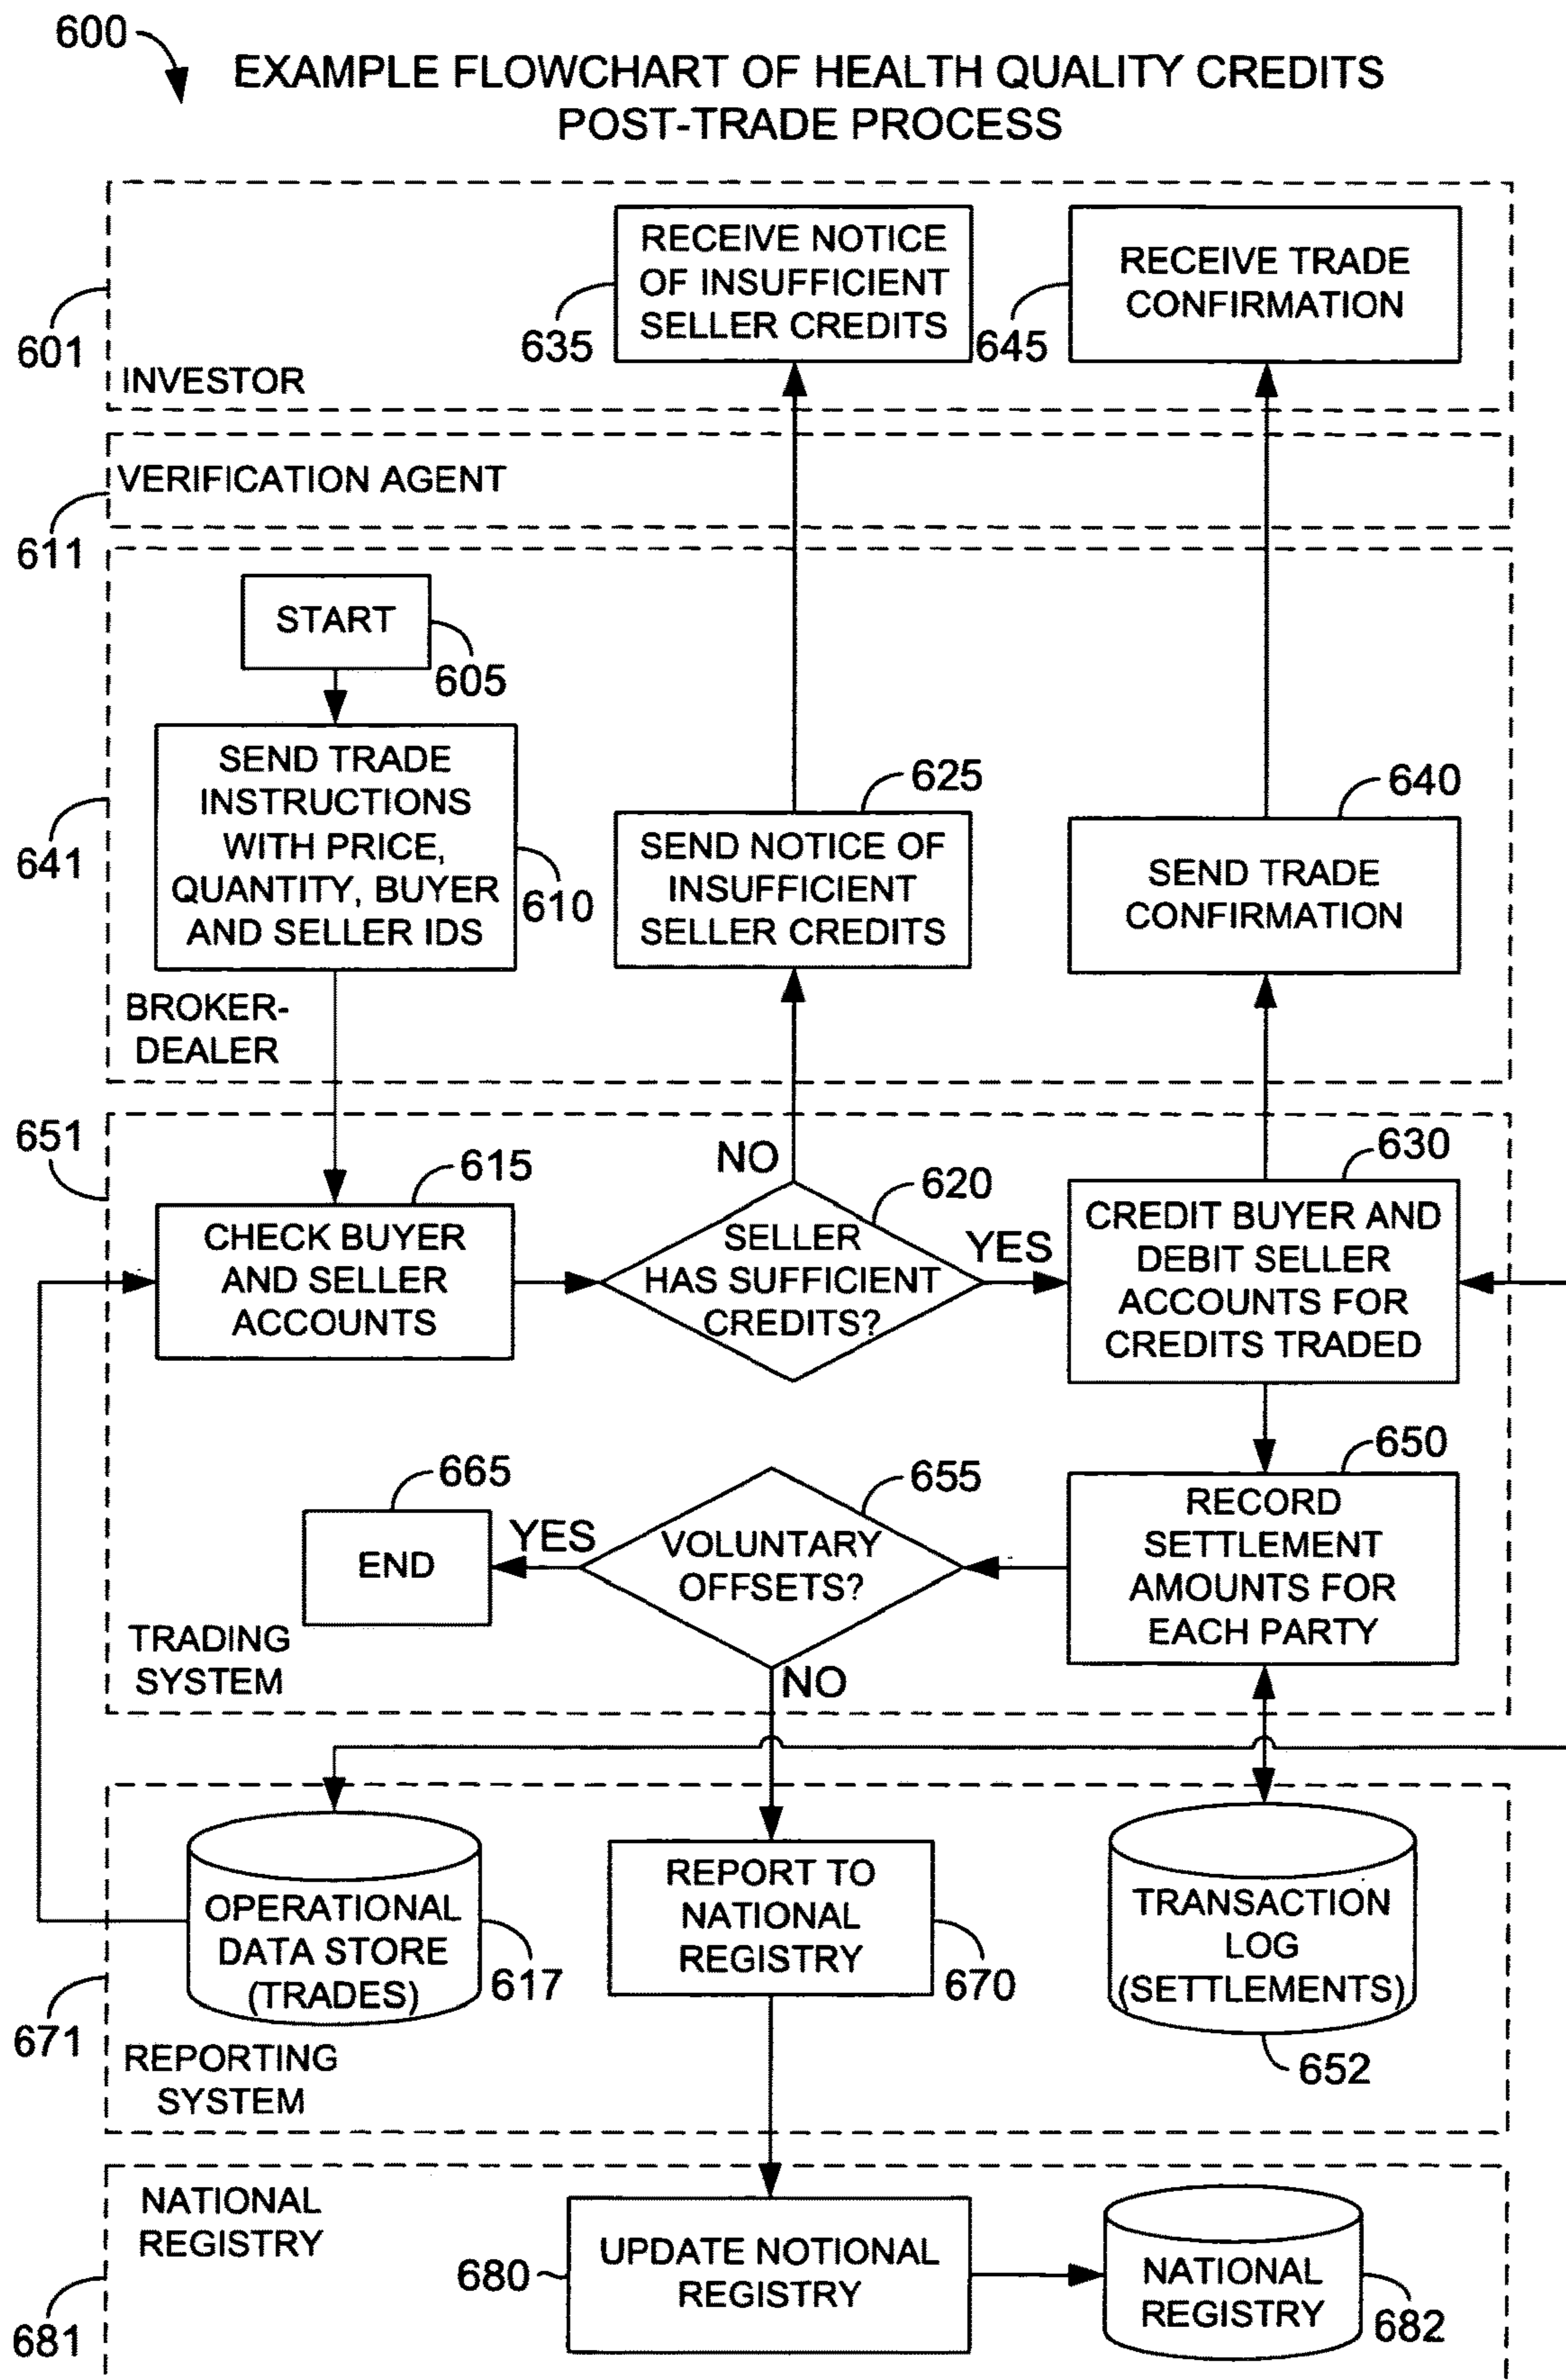 600
EXAMPLE FLOWCHART OF HEALTH QUALITY CREDITS
POST-TRADE PROCESS
RECEIVE NOTICE
OF INSUFFICIENT
SELLER CREDITS
635
RECEIVE TRADE
CONFIRMATION
645
601
INVESTOR
VERIFICATION AGENT
611
START
605
SEND TRADE
INSTRUCTIONS
WITH PRICE,
QUANTITY, BUYER
AND SELLER IDS
610
625
SEND NOTICE OF
INSUFFICIENT
SELLER CREDITS
640
SEND TRADE
CONFIRMATION
641
BROKER-
DEALER
651
615
CHECK BUYER
AND SELLER
ACCOUNTS
NO
620
SELLER
HAS SUFFICIENT
CREDITS?
YES
630
CREDIT BUYER AND
DEBIT SELLER
ACCOUNTS FOR
CREDITS TRADED
665
END
YES
655
VOLUNTARY
OFFSETS?
NO
650
RECORD
SETTLEMENT
AMOUNTS FOR
EACH PARTY
TRADING
SYSTEM
OPERATIONAL
DATA STORE
(TRADES)
617
REPORT TO
NATIONAL
REGISTRY
670
TRANSACTION
LOG
(SETTLEMENTS)
652
671
REPORTING
SYSTEM
NATIONAL
REGISTRY
680
UPDATE NOTIONAL
REGISTRY
NATIONAL
REGISTRY
682
681